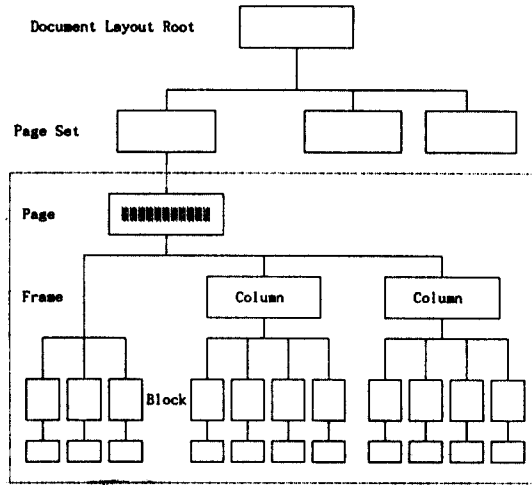 Document Layout Root
Page Set
Page
Frame
Column
Column
Block